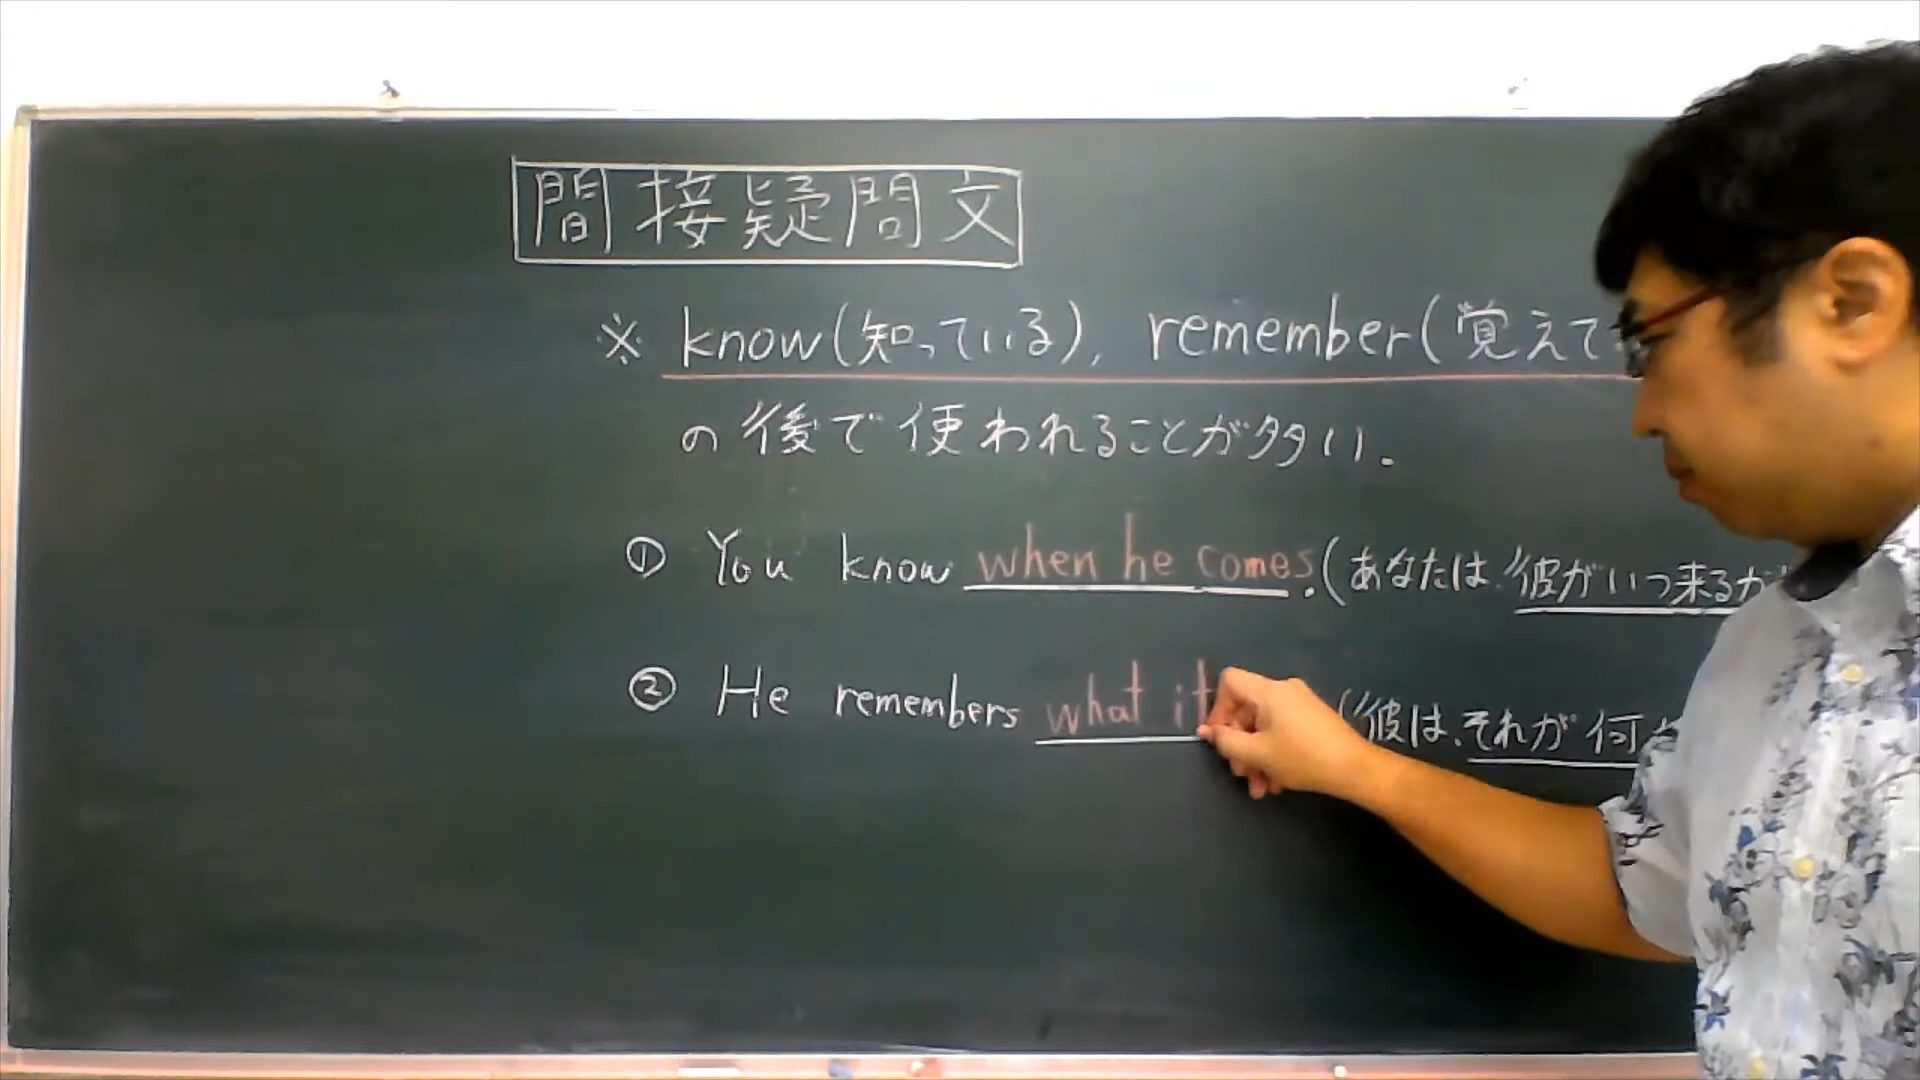 間接疑問文
※ know(知っている), remember(覚えて
の後で使われることが多い.
① You know when he comes.(あなたは、彼がいつ来るか
② He remembers what it (彼は、それが何